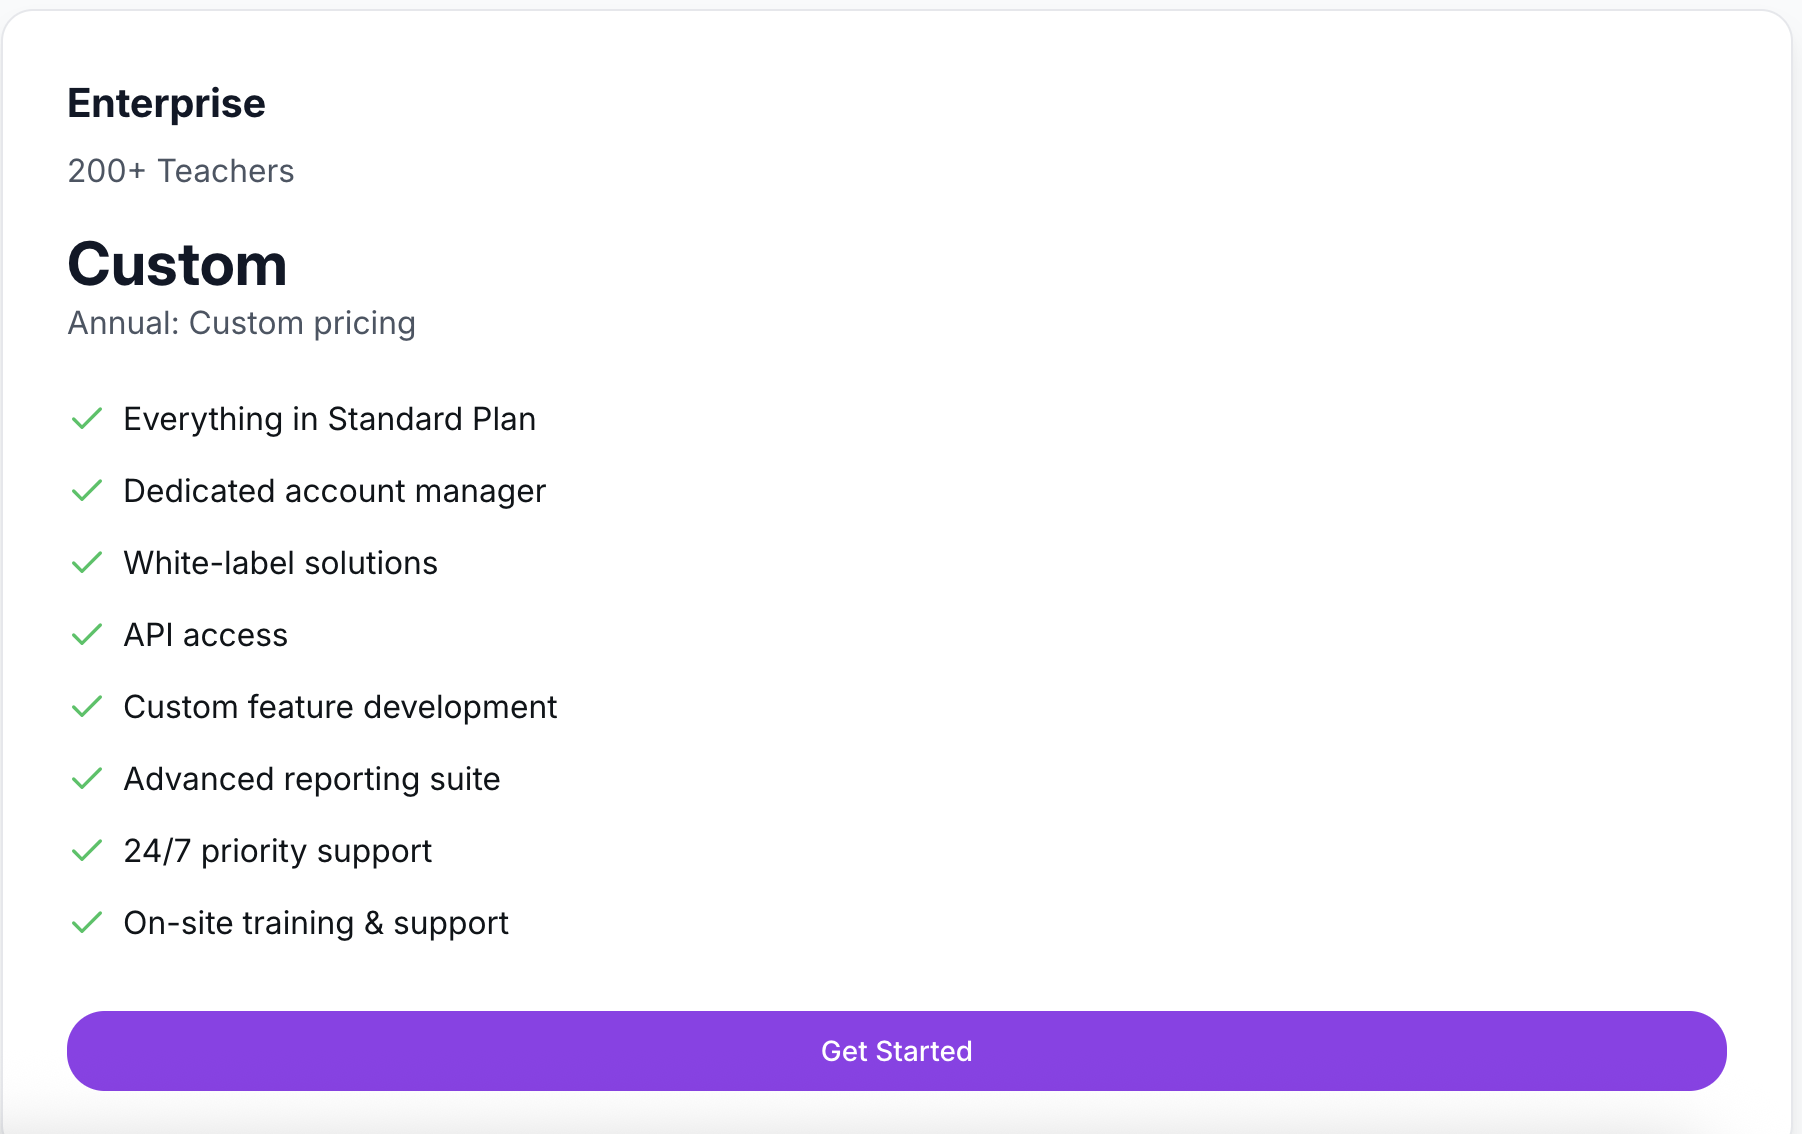 Enterprise
200+ Teachers
Custom
Annual: Custom pricing
Everything in Standard Plan
Dedicated account manager
White-label solutions
API access
Custom feature development
Advanced reporting suite
24/7 priority support
On-site training & support
Get Started